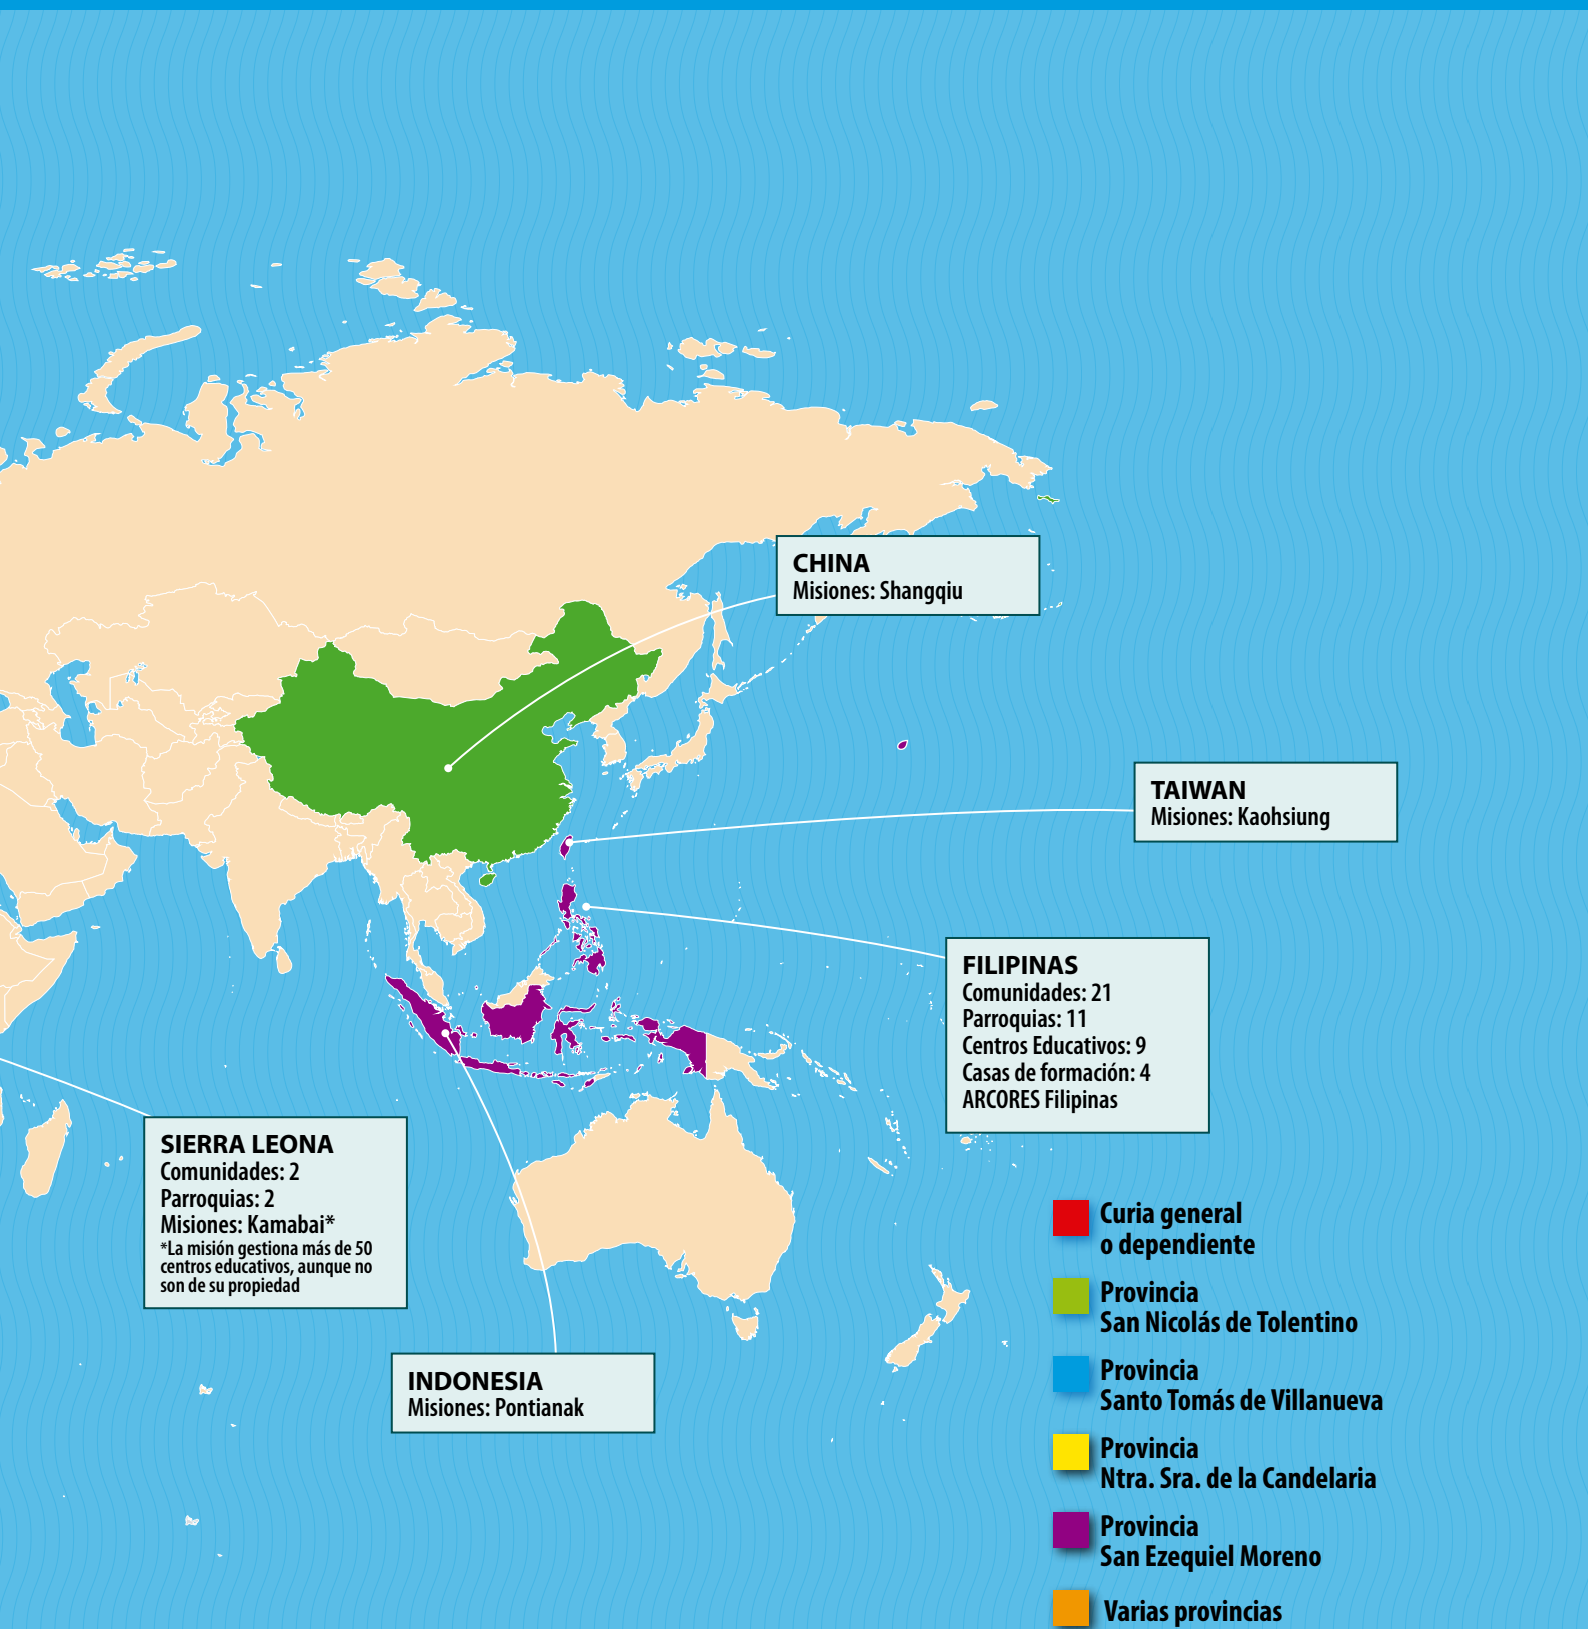 CHINA
Misiones: Shangqiu
TAIWAN
Misiones: Kaohsiung
FILIPINAS
Comunidades: 21
Parroquias: 11
Centros Educativos: 9
Casas de formación: 4
ARCORES Filipinas
SIERRA LEONA
Comunidades: 2
Parroquias: 2
Misiones: Kamabai*
*La misión gestiona más de 50
centros educativos, aunque no
son de su propiedad
INDONESIA
Misiones: Pontianak
Curia general
o dependiente
Provincia
San Nicolás de Tolentino
Provincia
Santo Tomás de Villanueva
Provincia
Ntra. Sra. de la Candelaria
Provincia
San Ezequiel Moreno
Varias provincias